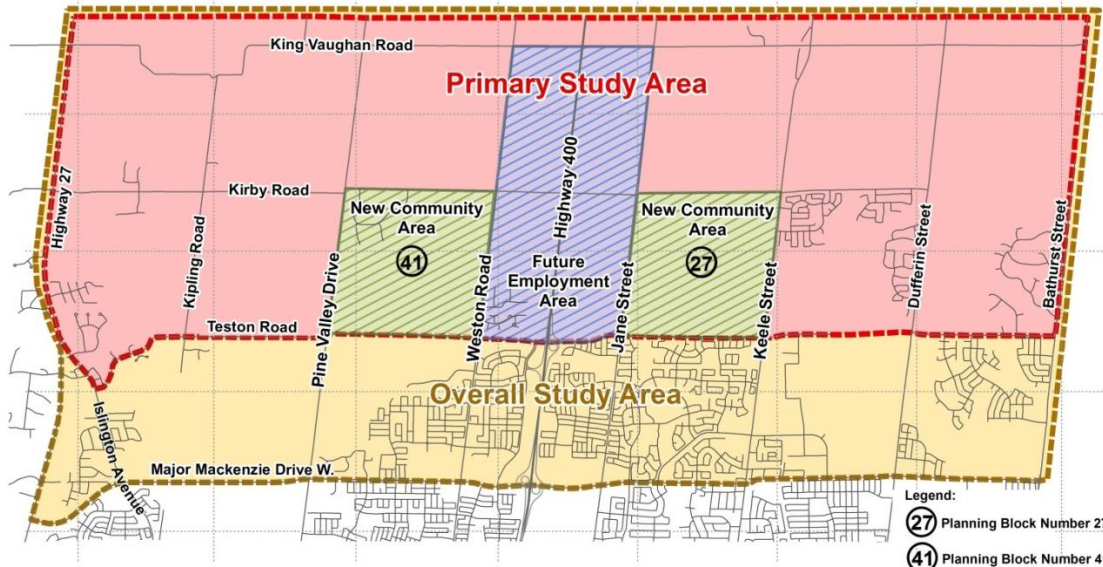 King Vaughan Road
Primary Study Area
Highway 27
Kipling Road
Kirby Road
Pine Valley Drive
New Community
Area
41
Weston Road
Highway 400
Future
Employment
Area
Jane Street
New Community
Area
27
Keele Street
Dufferin Street
Bathurst Street
Teston Road
Overall Study Area
Islington Avenue
Major Mackenzie Drive W.
Legend:
27 Planning Block Number 27
41 Planning Block Number 41